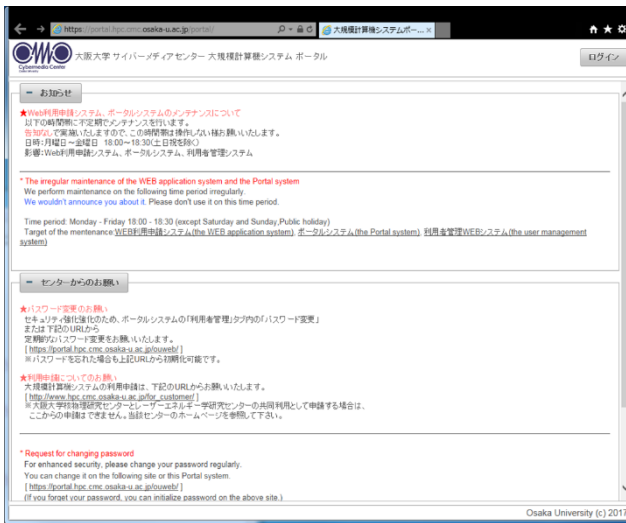 https://portal.hpc.cmc.osaka-u.ac.jp/portal/
大規模計算機システムポー... ×
CMC
Cybermedia Center
大阪大学 サイバーメディアセンター 大規模計算機システム ポータル
ログイン
お知らせ
★Web利用申請システム、ポータルシステムのメンテナンスについて
以下の時間帯に不定期でメンテナンスを行います。
告知なしで実施いたしますので、この時間帯は操作しない様お願いいたします。
日時:月曜日~金曜日 18:00~18:30(土日祝を除く)
影響:Web利用申請システム、ポータルシステム、利用者管理システム
* The irregular maintenance of the WEB application system and the Portal system
We perform maintenance on the following time period irregularly.
We wouldn't announce you about it. Please don't use it on this time period.
Time period: Monday - Friday 18:00 - 18:30 (except Saturday and Sunday,Public holiday)
Target of the mentenance:WEB利用申請システム(the WEB application system), ポータルシステム(the Portal system), 利用者管理WEBシステム(the user management
system)
センターからのお願い
★パスワード変更のお願い
セキュリティ強化強化のため、ポータルシステムの「利用者管理」タブ内の「パスワード変更」
または下記のURLから
定期的なパスワード変更をお願いいたします。
[ https://portal.hpc.cmc.osaka-u.ac.jp/ouweb/ ]
※パスワードを忘れた場合も上記URLから初期化可能です。
★利用申請についてのお願い
大規模計算機システムの利用申請は、下記のURLからお願いいたします。
[ http://www.hpc.cmc.osaka-u.ac.jp/for_customer/ ]
※大阪大学核物理研究センターとレーザーエネルギー学研究センターの共同利用として申請する場合は、
ここからの申請はできません。当該センターのホームページを参照して下さい。
* Request for changing password
For enhanced security, please change your password regularly.
You can change it on the following site or this Portal system.
[ https://portal.hpc.cmc.osaka-u.ac.jp/ouweb/ ]
(If you forget your password, you can initialize password on the above site.)
Osaka University (c) 2017